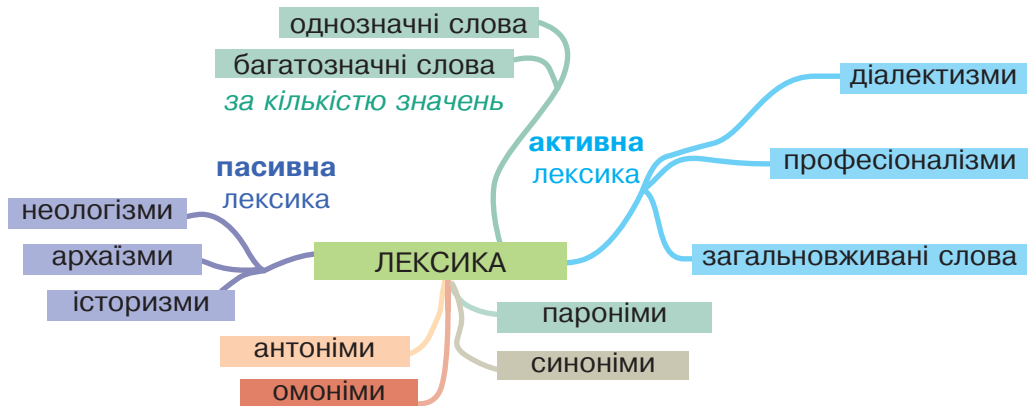 однозначні слова
багатозначні слова
за кількістю значень
діалектизми
активна
лексика
професіоналізми
пасивна
лексика
неологізми
архаїзми
історизми
ЛЕКСИКА
загальновживані слова
пароніми
антоніми
синоніми
омоніми